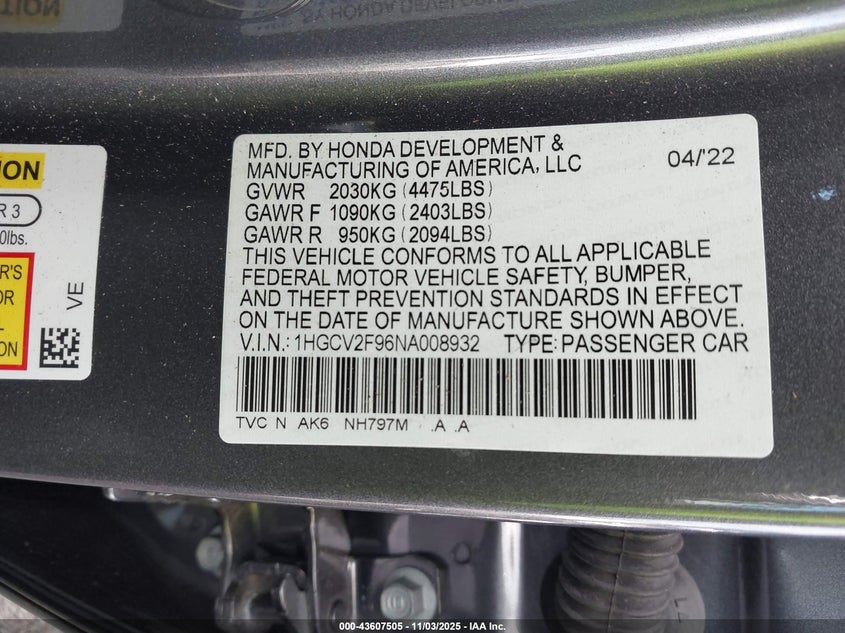 MFD. BY HONDA DEVELOPMENT &
MANUFACTURING OF AMERICA, LLC 04/'22
GVWR 2030KG (4475LBS)
GAWR F 1090KG (2403LBS)
GAWR R 950KG (2094LBS)
THIS VEHICLE CONFORMS TO ALL APPLICABLE
FEDERAL MOTOR VEHICLE SAFETY, BUMPER,
AND THEFT PREVENTION STANDARDS IN EFFECT
ON THE DATE OF MANUFACTURE SHOWN ABOVE.
V.I.N.: 1HGCV2F96NA008932 TYPE: PASSENGER CAR
TVC N AK6 NH797M .A .A
R 3
0lbs.
VE
000-43607505 - 11/03/2025 - IAA Inc.